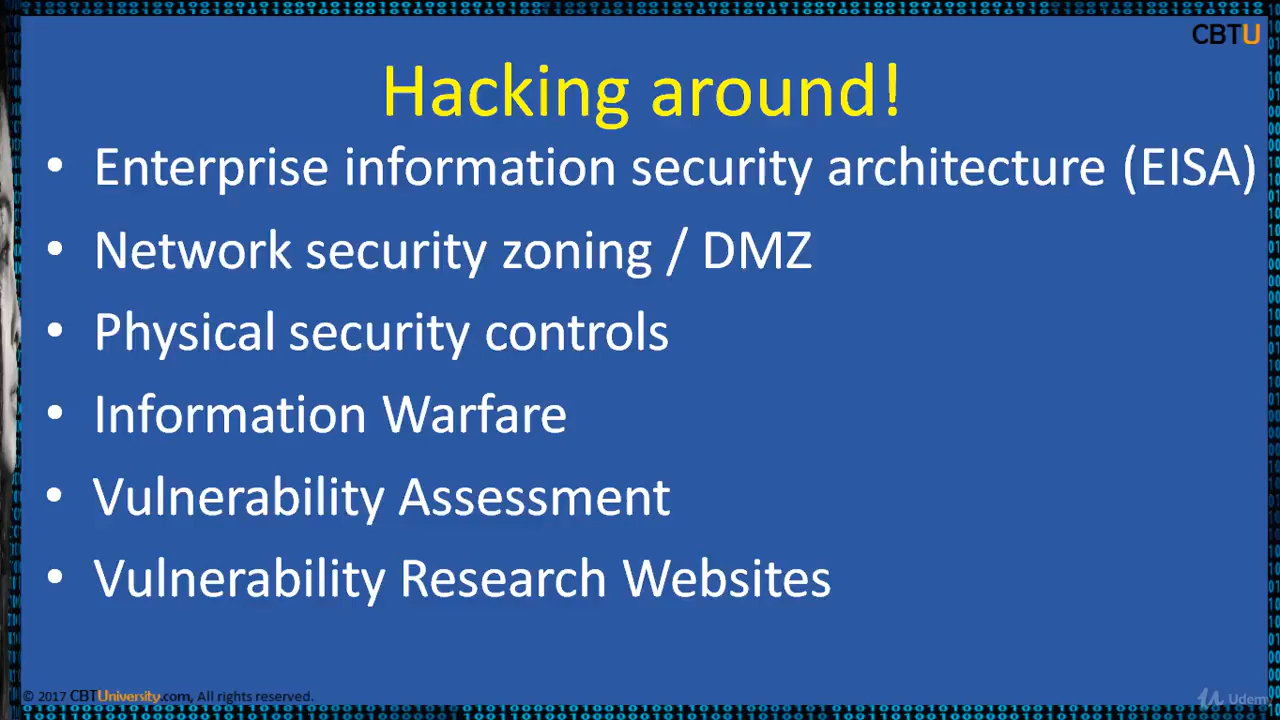 CBTU
Hacking around!
• Enterprise information security architecture (EISA)
• Network security zoning / DMZ
• Physical security controls
• Information Warfare
• Vulnerability Assessment
• Vulnerability Research Websites
© 2017 CBTUniversity.com, All rights reserved.
Udemy